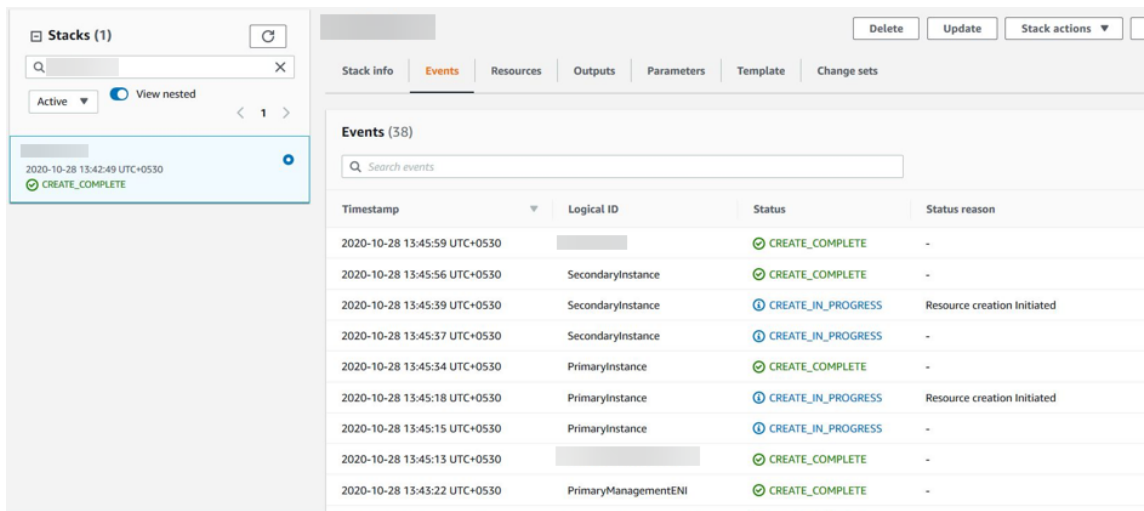 Stacks (1)
Active
View nested
1
2020-10-28 13:42:49 UTC+0530
CREATE_COMPLETE
Delete
Update
Stack actions
Stack info
Events
Resources
Outputs
Parameters
Template
Change sets
Events (38)
Search events
Timestamp Logical ID Status Status reason
2020-10-28 13:45:59 UTC+0530 CREATE_COMPLETE -
2020-10-28 13:45:56 UTC+0530 SecondaryInstance CREATE_COMPLETE -
2020-10-28 13:45:39 UTC+0530 SecondaryInstance CREATE_IN_PROGRESS Resource creation Initiated
2020-10-28 13:45:37 UTC+0530 SecondaryInstance CREATE_IN_PROGRESS -
2020-10-28 13:45:34 UTC+0530 PrimaryInstance CREATE_COMPLETE -
2020-10-28 13:45:18 UTC+0530 PrimaryInstance CREATE_IN_PROGRESS Resource creation Initiated
2020-10-28 13:45:15 UTC+0530 PrimaryInstance CREATE_IN_PROGRESS -
2020-10-28 13:45:13 UTC+0530 CREATE_COMPLETE -
2020-10-28 13:43:22 UTC+0530 PrimaryManagementENI CREATE_COMPLETE -